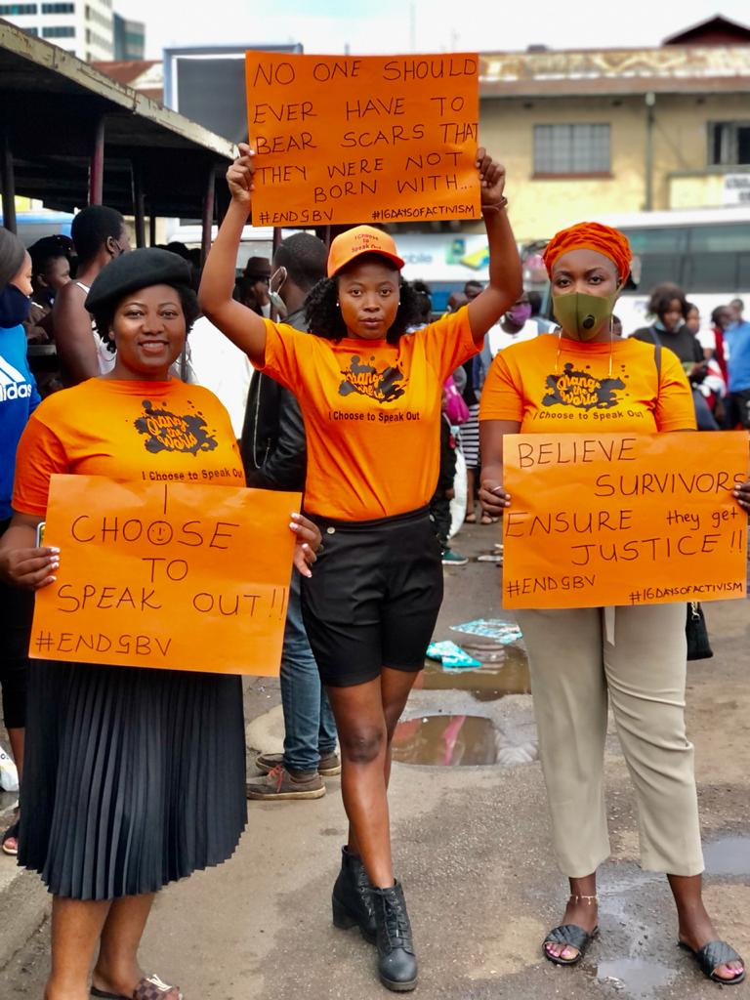 NO ONE SHOULD
EVER HAVE TO
BEAR SCARS THAT
THEY WERE NOT
BORN WITH...
#ENDGBV #16DAYSOFACTIVISM
I Choose
to
Speak Out
Change
the
World
I Choose to Speak Out
Change
the
World
I Choose to Speak Out
Change
the
World
I Choose to Speak Out
I
CHOOSE
TO
SPEAK OUT!!
#ENDGBV
BELIEVE
SURVIVORS
ENSURE they get
JUSTICE!!
#ENDGBV
#16DAYSOFACTIVISM
adidas